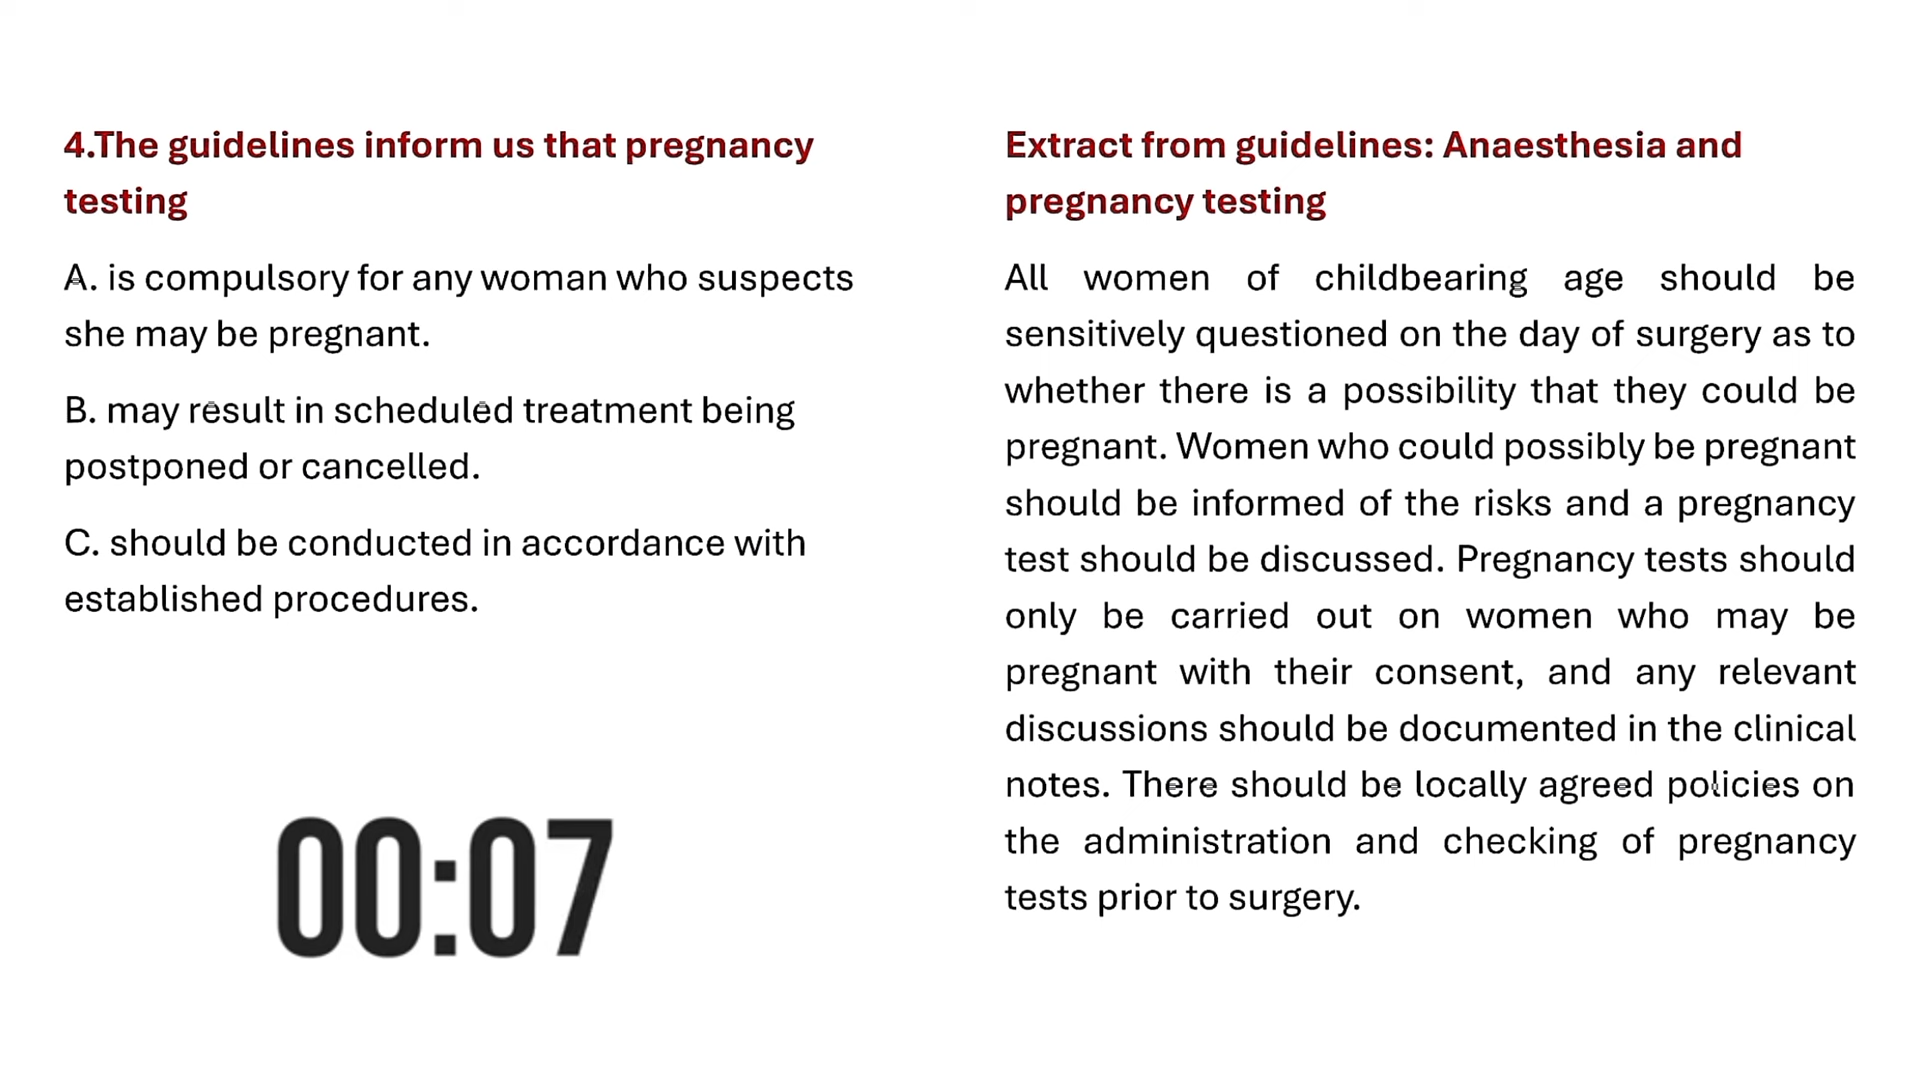 4.The guidelines inform us that pregnancy
testing
A. is compulsory for any woman who suspects
she may be pregnant.
B. may result in scheduled treatment being
postponed or cancelled.
C. should be conducted in accordance with
established procedures.
00:07
Extract from guidelines: Anaesthesia and
pregnancy testing
All women of childbearing age should be
sensitively questioned on the day of surgery as to
whether there is a possibility that they could be
pregnant. Women who could possibly be pregnant
should be informed of the risks and a pregnancy
test should be discussed. Pregnancy tests should
only be carried out on women who may be
pregnant with their consent, and any relevant
discussions should be documented in the clinical
notes. There should be locally agreed policies on
the administration and checking of pregnancy
tests prior to surgery.